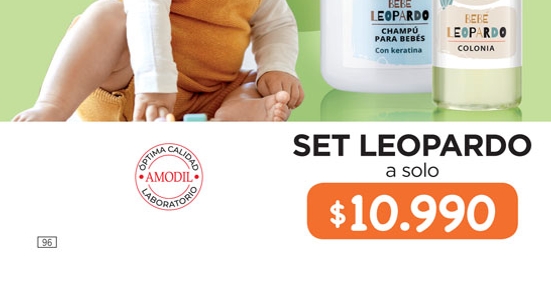 BEBE
LEOPARDO
CHAMPÚ
PARA BEBÉS
Con keratina
BEBE
LEOPARDO
COLONIA
SET LEOPARDO
a solo
$10.990
ÓPTIMA CALIDAD
AMODIL
LABORATORIO
96